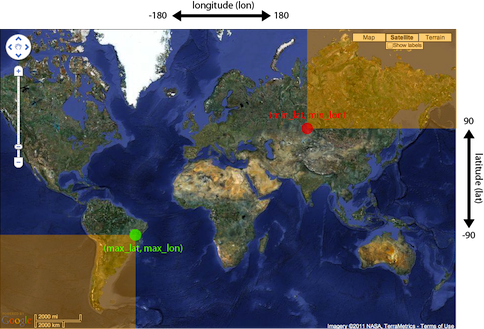 longitude (lon)
-180
180
Map
Satellite
Terrain
Show labels
90
latitude (lat)
-90
(max_lat, max_lon)
Google
2000 mi
2000 km
Imagery ©2011 NASA, TerraMetrics - Terms of Use